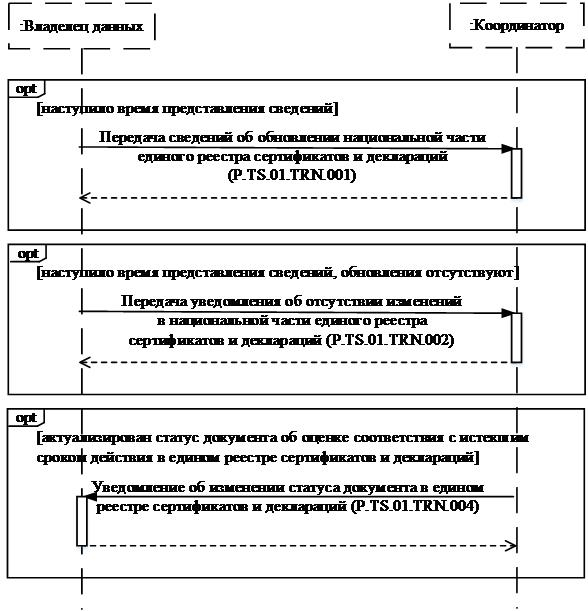 :Владелец данных
:Координатор
opt
[наступило время представления сведений]
Передача сведений об обновлении национальной части
единого реестра сертификатов и деклараций
(P.TS.01.TRN.001)
opt
[наступило время представления сведений, обновления отсутствуют]
Передача уведомления об отсутствии изменений
в национальной части единого реестра
сертификатов и деклараций (P.TS.01.TRN.002)
opt
[актуализирован статус документа об оценке соответствия с истекшим
сроком действия в едином реестре сертификатов и деклараций]
Уведомление об изменении статуса документа в едином
реестре сертификатов и деклараций (P.TS.01.TRN.004)